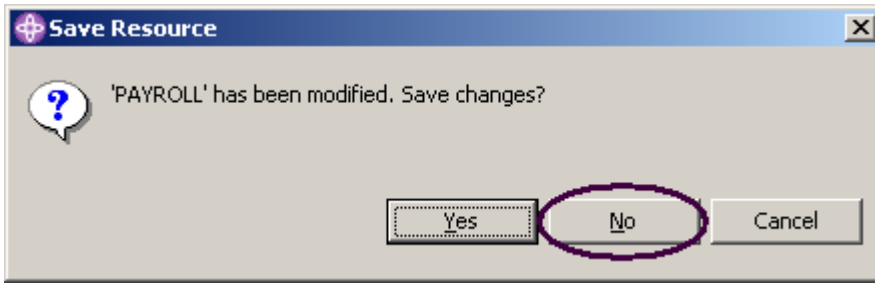 Save Resource
'PAYROLL' has been modified. Save changes?
Yes No Cancel